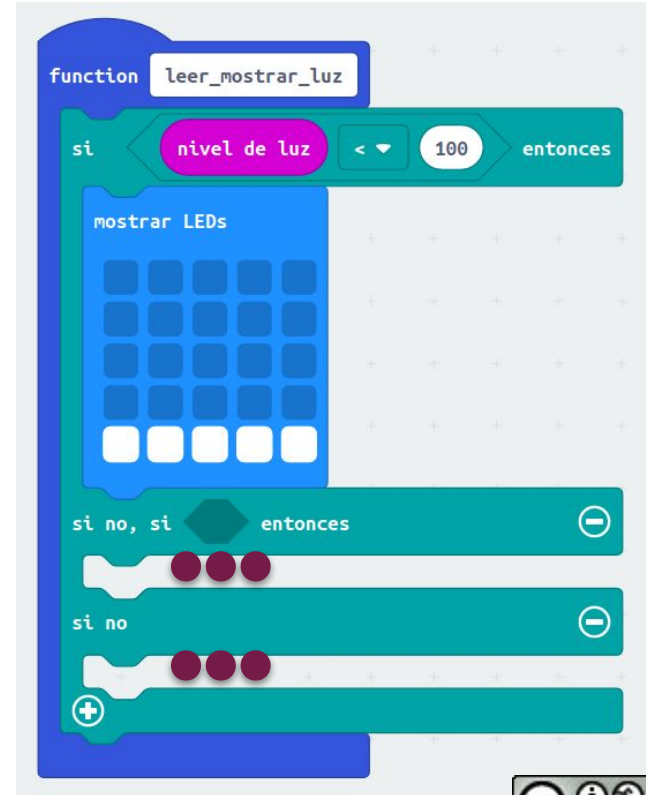 function leer_mostrar_luz
si nivel de luz < 100 entonces
mostrar LEDs
si no, si entonces
si no